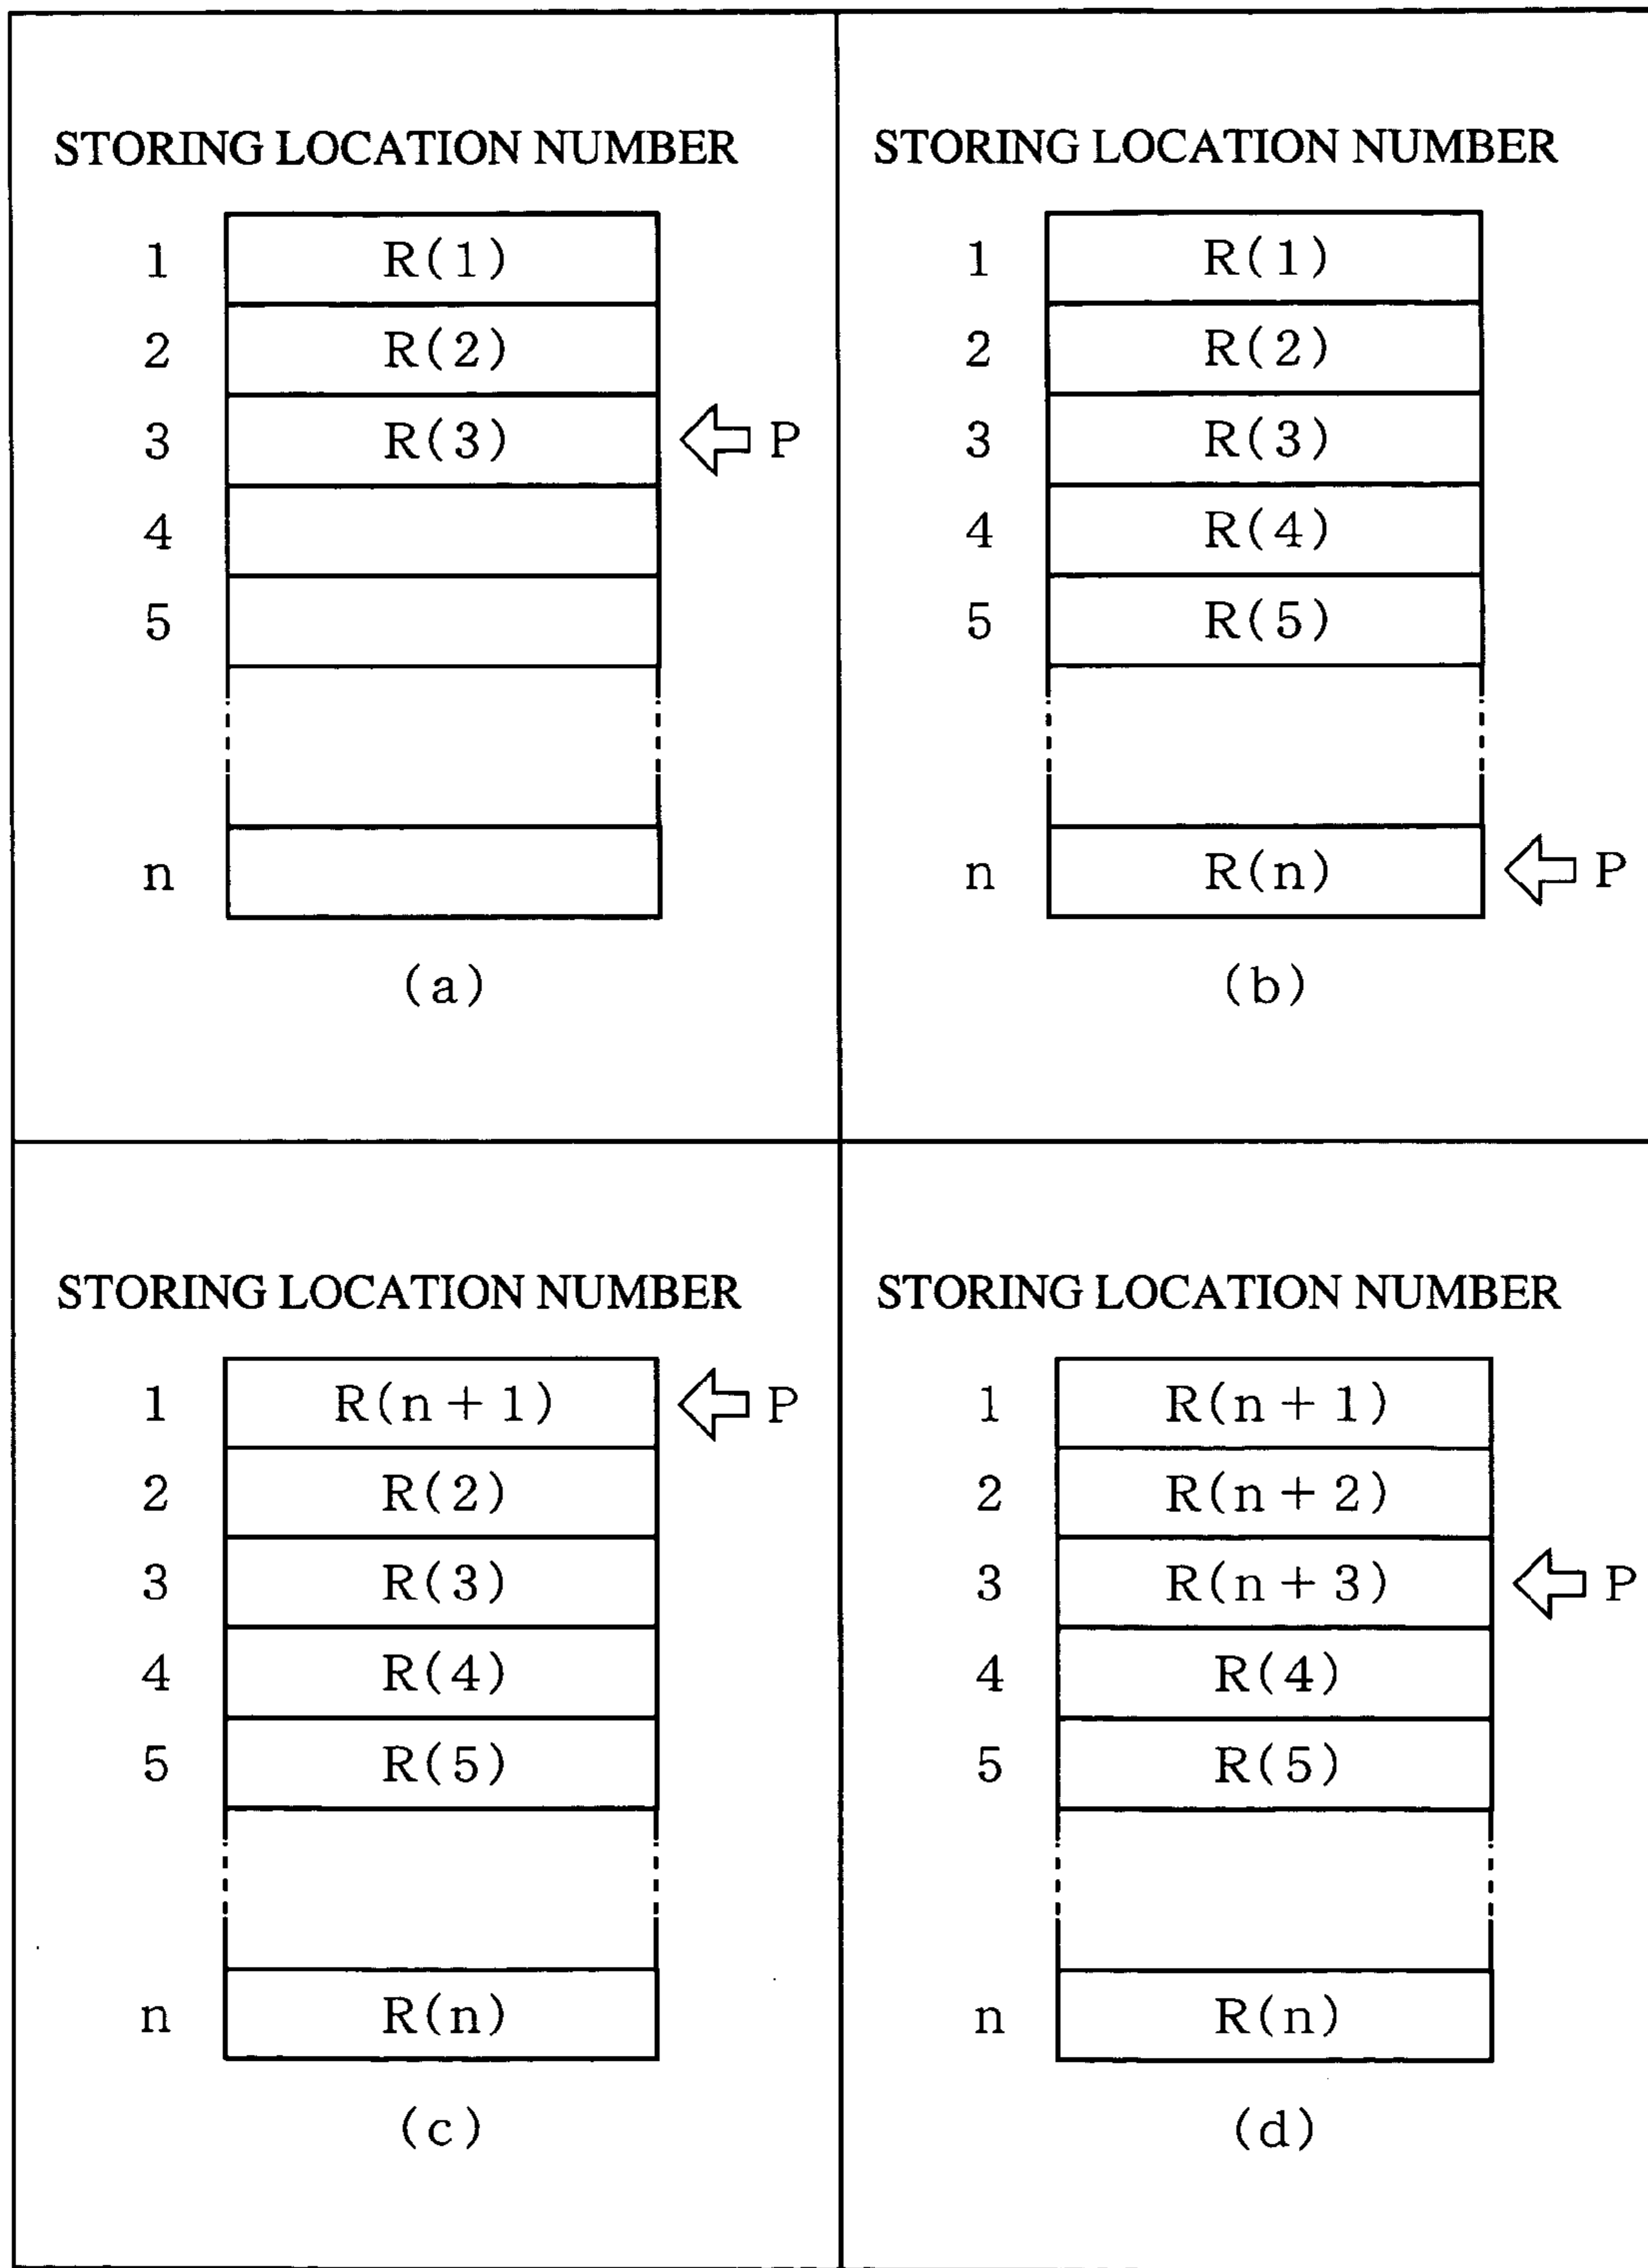 STORING LOCATION NUMBER
1 R(1)
2 R(2)
3 R(3) P
4
5
n
(a)
STORING LOCATION NUMBER
1 R(1)
2 R(2)
3 R(3)
4 R(4)
5 R(5)
n R(n) P
(b)
STORING LOCATION NUMBER
1 R(n+1) P
2 R(2)
3 R(3)
4 R(4)
5 R(5)
n R(n)
(c)
STORING LOCATION NUMBER
1 R(n+1)
2 R(n+2)
3 R(n+3) P
4 R(4)
5 R(5)
n R(n)
(d)